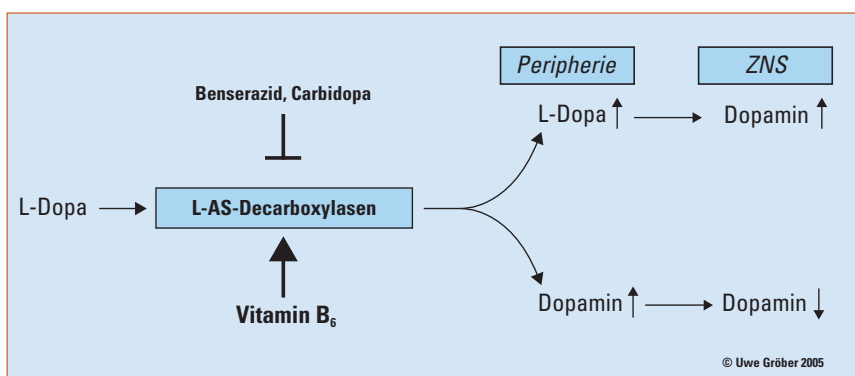 Peripherie
ZNS
Benserazid, Carbidopa
L-Dopa ↑ → Dopamin ↑
L-Dopa → L-AS-Decarboxylasen
Vitamin B₆
Dopamin ↑ → Dopamin ↓
© Uwe Gröber 2005